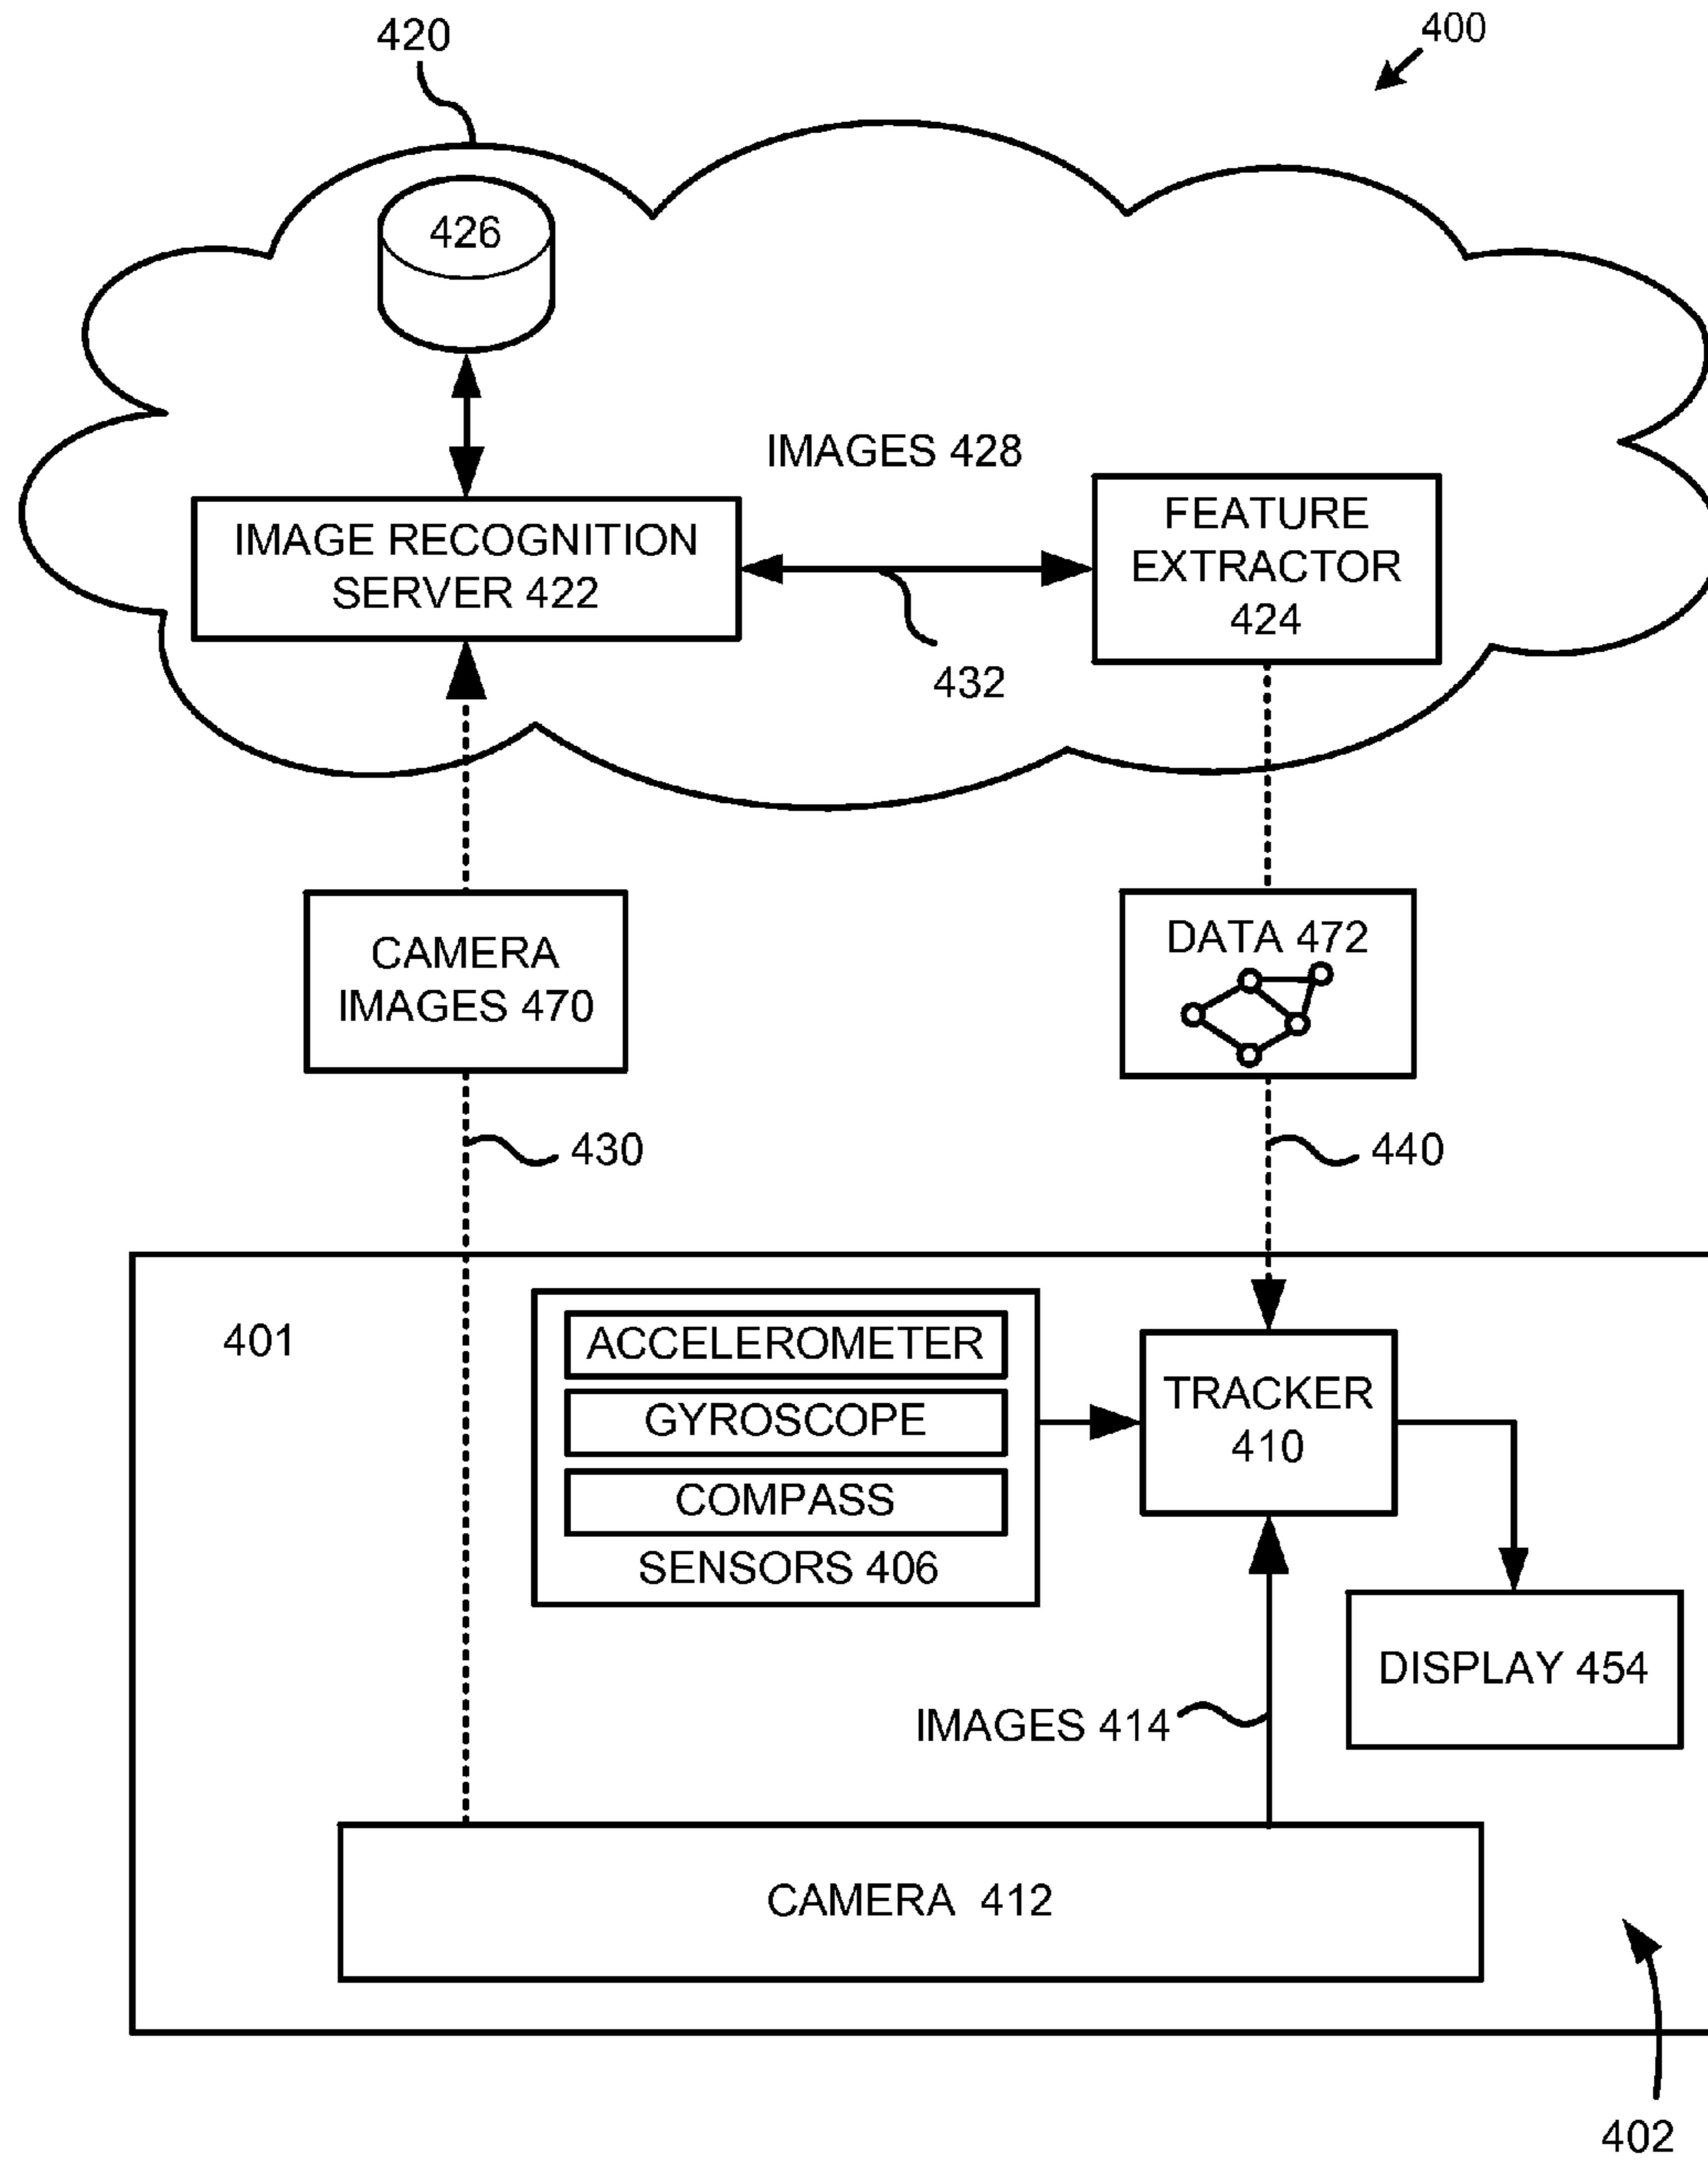 420
400
426
IMAGES 428
IMAGE RECOGNITION
SERVER 422
FEATURE
EXTRACTOR
424
432
CAMERA
IMAGES 470
DATA 472
430
440
401
ACCELEROMETER
GYROSCOPE
COMPASS
SENSORS 406
TRACKER
410
DISPLAY 454
IMAGES 414
CAMERA 412
402